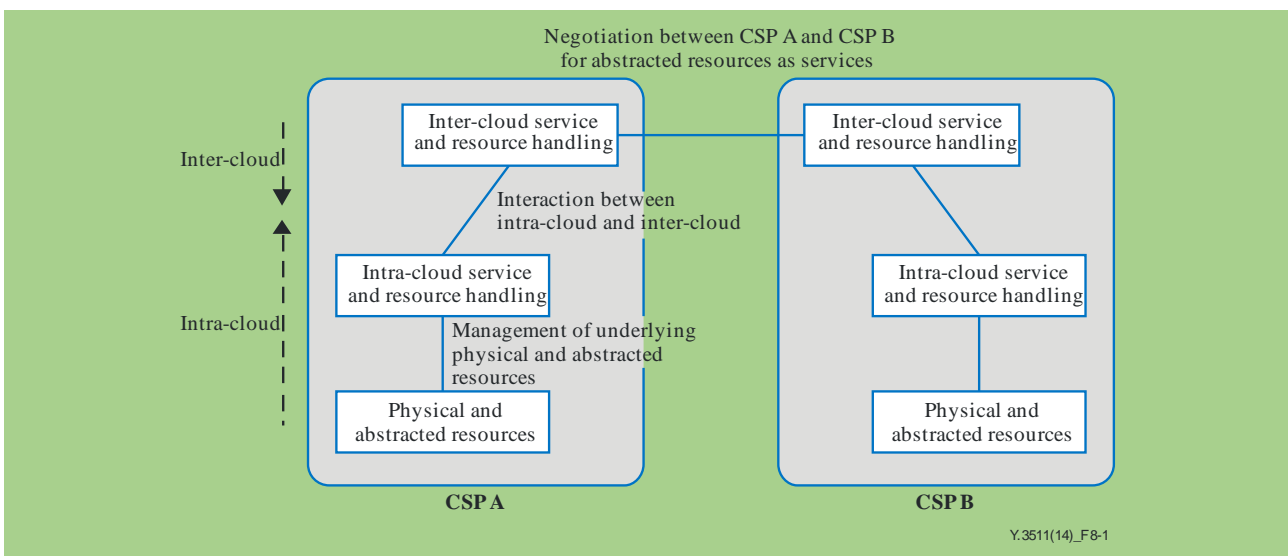 Negotiation between CSP A and CSP B
for abstracted resources as services
Inter-cloud service
and resource handling
Inter-cloud service
and resource handling
Inter-cloud
Interaction between
intra-cloud and inter-cloud
Intra-cloud service
and resource handling
Intra-cloud service
and resource handling
Intra-cloud
Management of underlying
physical and abstracted
resources
Physical and
abstracted resources
Physical and
abstracted resources
CSP A
CSP B
Y.3511(14)_F8-1